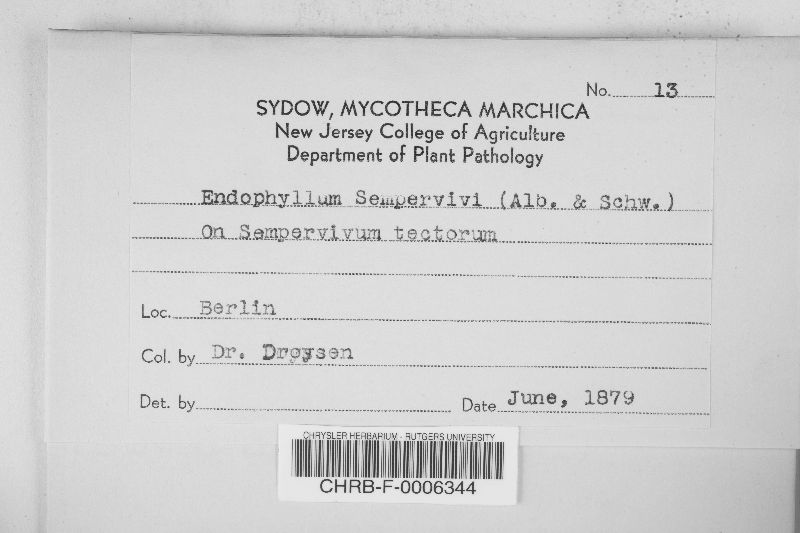 No. 13
SYDOW, MYCOTHECA MARCHICA
New Jersey College of Agriculture
Department of Plant Pathology
Endophyllum Sempervivi (Alb. & Schw.)
On Sempervivum tectorum
Loc. Berlin
Col. by Dr. Droysen
Det. by
Date June, 1879
CHRYSLER HERBARIUM - RUTGERS UNIVERSITY
CHRB-F-0006344